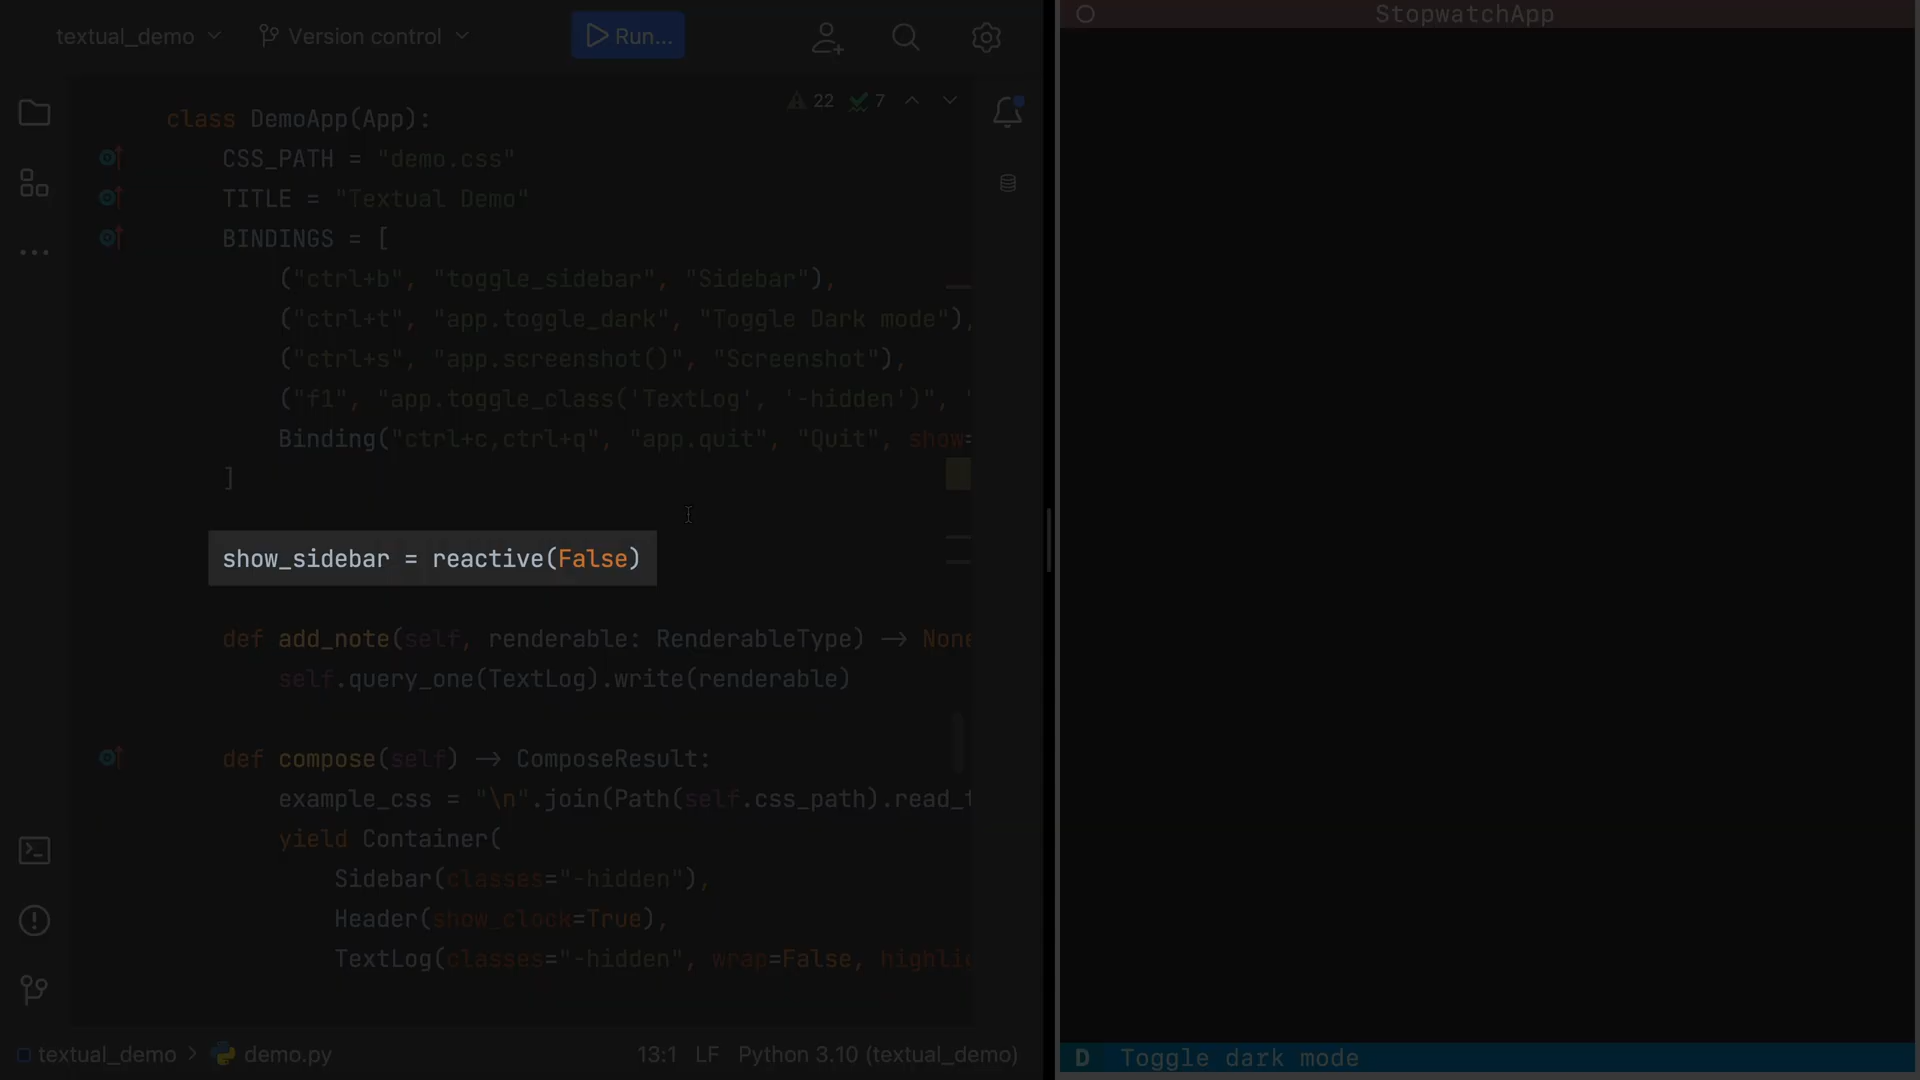 textual_demo
Version control
Run...
StopwatchApp
22
7
class DemoApp(App):
CSS_PATH = "demo.css"
TITLE = "Textual Demo"
BINDINGS = [
("ctrl+b", "toggle_sidebar", "Sidebar"),
("ctrl+t", "app.toggle_dark", "Toggle Dark mode"),
("ctrl+s", "app.screenshot()", "Screenshot"),
("f1", "app.toggle_class('TextLog', '-hidden')", "
Binding("ctrl+c,ctrl+q", "app.quit", "Quit", show=
]
show_sidebar = reactive(False)
def add_note(self, renderable: RenderableType) → None
self.query_one(TextLog).write(renderable)
def compose(self) → ComposeResult:
example_css = "\n".join(Path(self.css_path).read_t
yield Container(
Sidebar(classes="-hidden"),
Header(show_clock=True),
TextLog(classes="-hidden", wrap=False, highlig
textual_demo > demo.py
13:1 LF Python 3.10 (textual_demo)
D Toggle dark mode